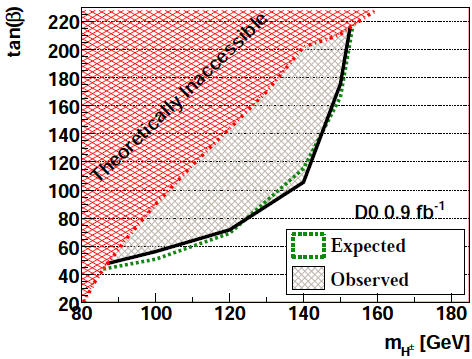 tan(β)
220
200
180
160
140
120
100
80
60
40
20
Theoretically Inaccessible
D0 0.9 fb⁻¹
Expected
Observed
80 100 120 140 160 180
m_H± [GeV]